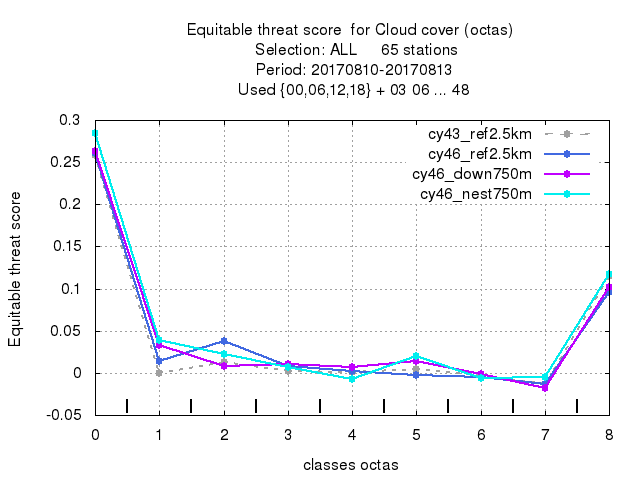 Equitable threat score  for Cloud cover (octas)
Selection: ALL     65 stations
Period: 20170810-20170813
Used {00,06,12,18} + 03 06 ... 48
cy43_ref2.5km
cy46_ref2.5km
cy46_down750m
cy46_nest750m
Equitable threat score
0.3
0.25
0.2
0.15
0.1
0.05
0
-0.05
0 1 2 3 4 5 6 7 8
classes octas